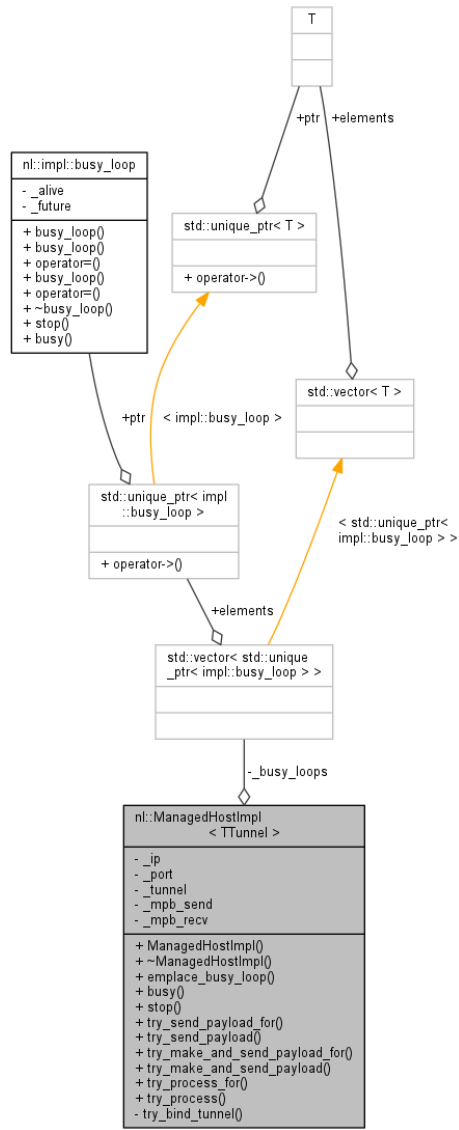 T
+ptr
+elements
nl::impl::busy_loop
- _alive
- _future
+ busy_loop()
+ busy_loop()
+ operator=()
+ busy_loop()
+ operator=()
+ ~busy_loop()
+ stop()
+ busy()
std::unique_ptr< T >
+ operator->()
std::vector< T >
+ptr
< impl::busy_loop >
std::unique_ptr< impl
::busy_loop >
+ operator->()
< std::unique_ptr<
impl::busy_loop > >
+elements
std::vector< std::unique
_ptr< impl::busy_loop > >
-_busy_loops
nl::ManagedHostImpl
< TTunnel >
- _ip
- _port
- _tunnel
- _mpb_send
- _mpb_recv
+ ManagedHostImpl()
+ ~ManagedHostImpl()
+ emplace_busy_loop()
+ busy()
+ stop()
+ try_send_payload_for()
+ try_send_payload()
+ try_make_and_send_payload_for()
+ try_make_and_send_payload()
+ try_process_for()
+ try_process()
- try_bind_tunnel()